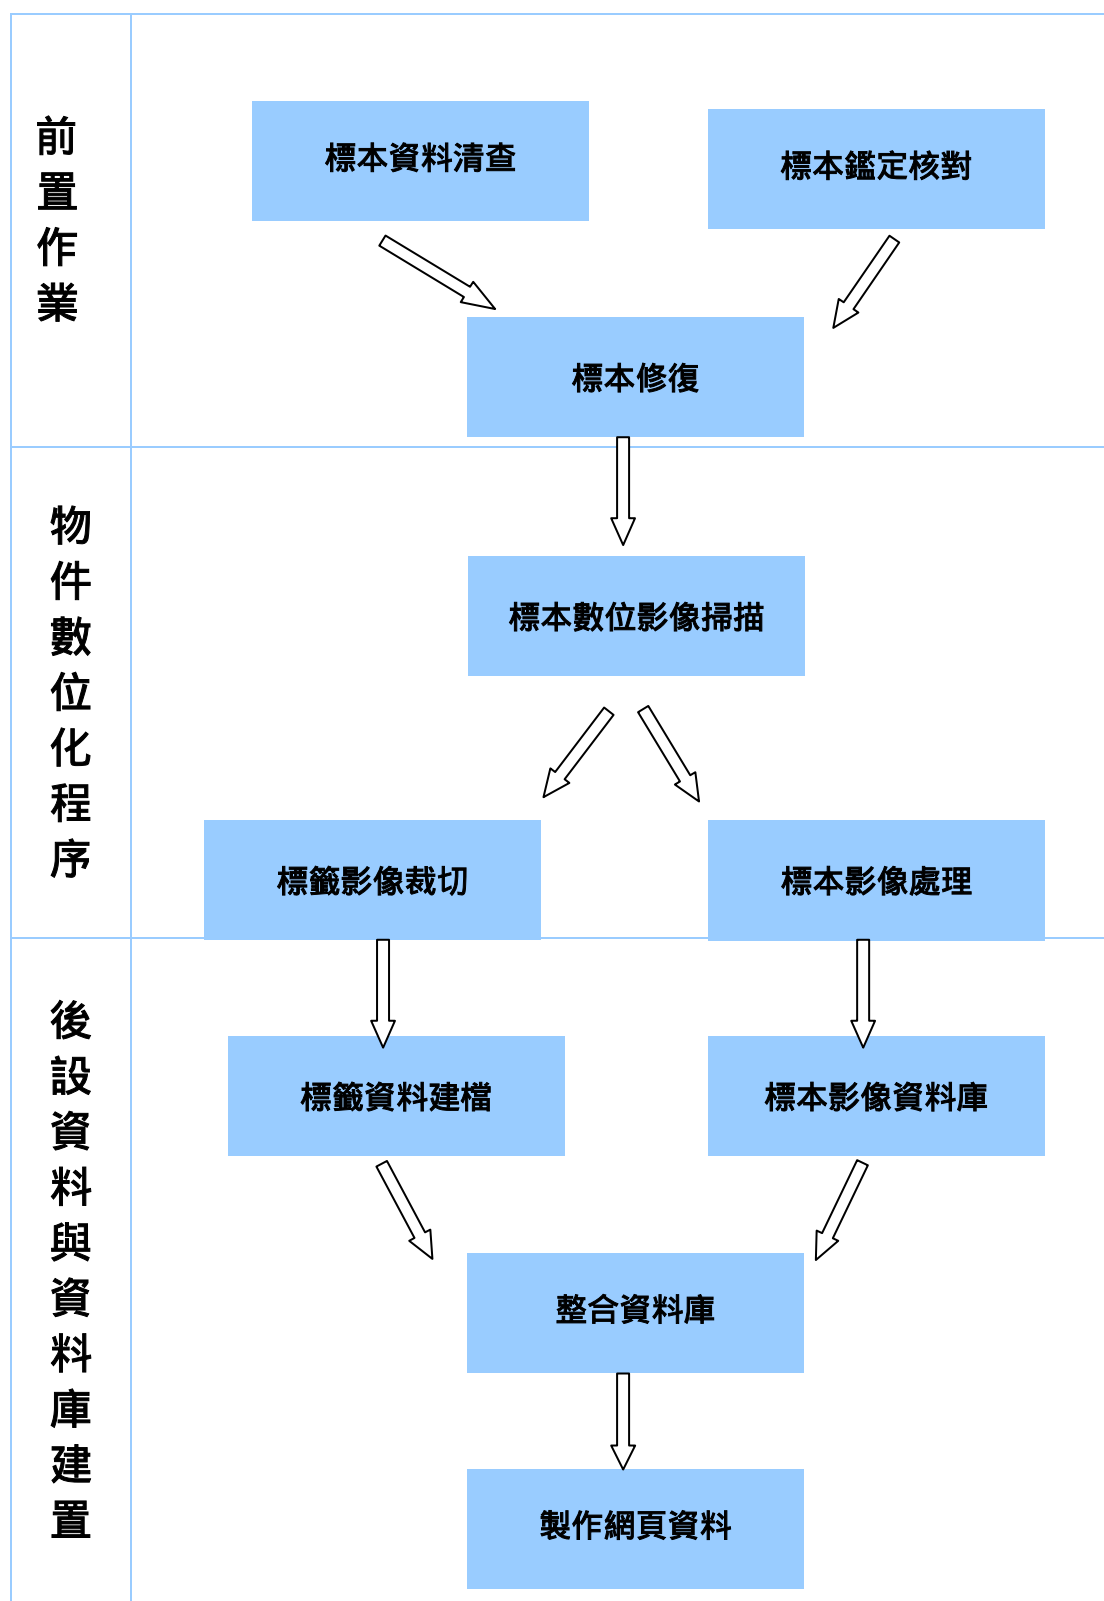 前置作業
標本資料清查
標本鑑定核對
標本修復
物件數位化程序
標本數位影像掃描
標籤影像裁切
標本影像處理
後設資料與資料庫建置
標籤資料建檔
標本影像資料庫
整合資料庫
製作網頁資料